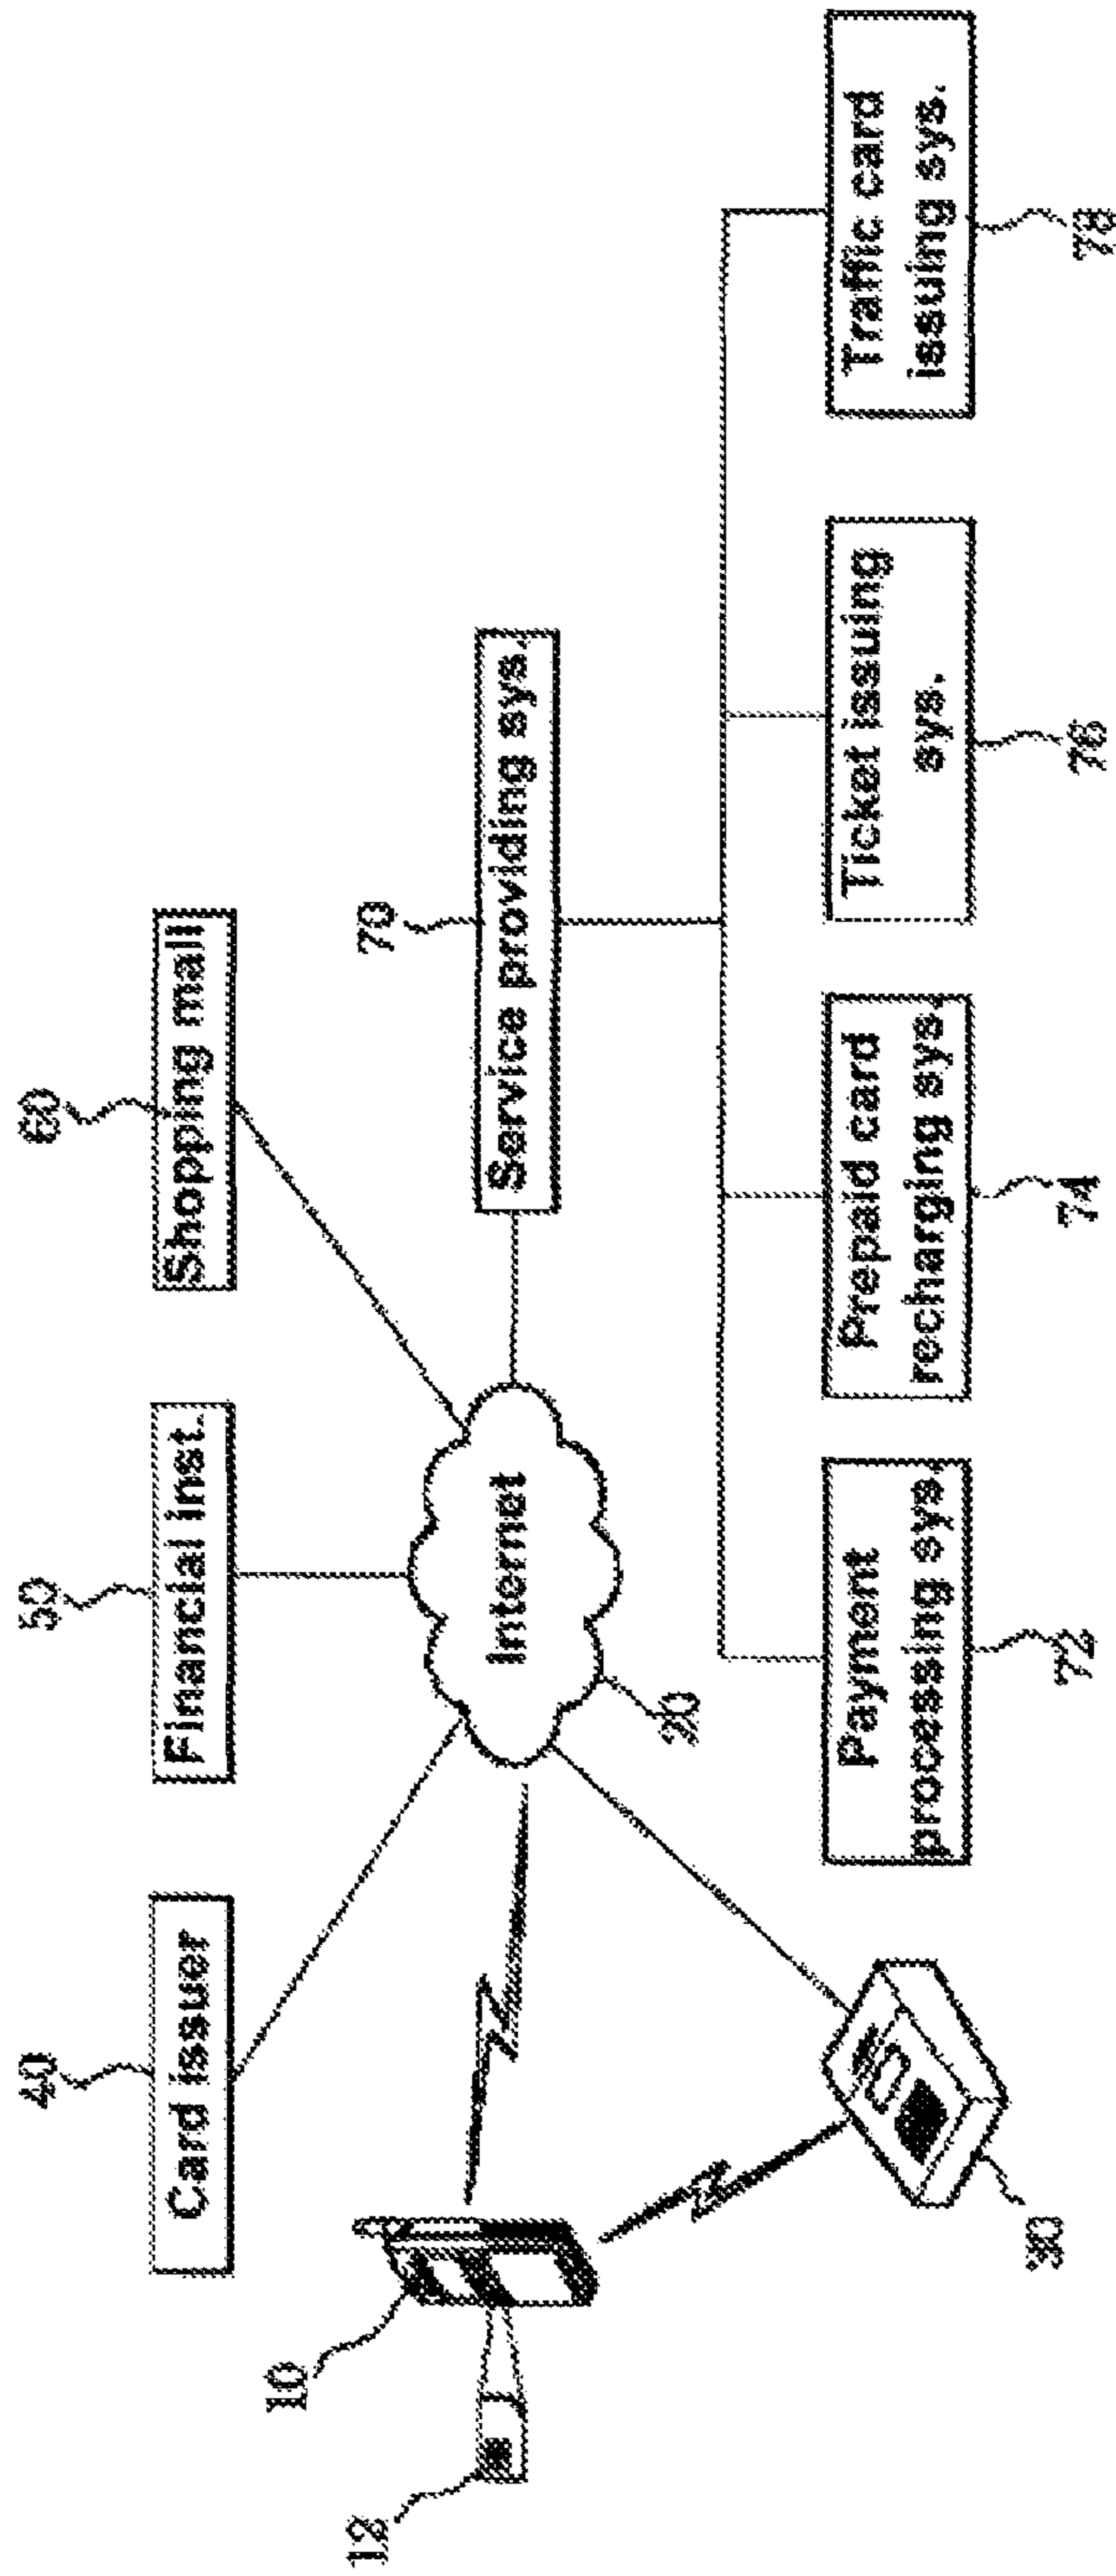 40
Card issuer
50
Financial inst.
60
Shopping mall
10
12
Internet
20
70
Service providing sys.
30
Payment
processing sys.
72
Prepaid card
recharging sys.
74
Ticket issuing
sys.
76
Traffic card
issuing sys.
78